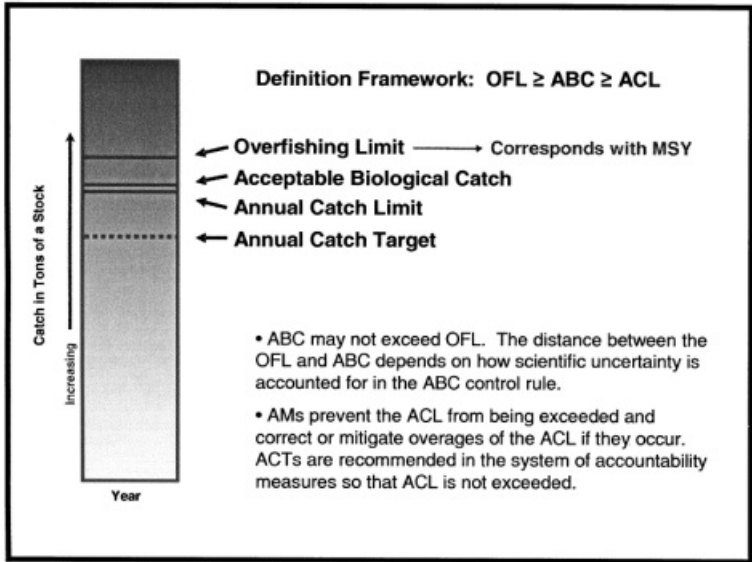 Definition Framework: OFL ≥ ABC ≥ ACL
Overfishing Limit
Corresponds with MSY
Acceptable Biological Catch
Annual Catch Limit
Annual Catch Target
Catch in Tons of a Stock
Increasing
• ABC may not exceed OFL. The distance between the
OFL and ABC depends on how scientific uncertainty is
accounted for in the ABC control rule.
• AMs prevent the ACL from being exceeded and
correct or mitigate overages of the ACL if they occur.
ACTs are recommended in the system of accountability
measures so that ACL is not exceeded.
Year